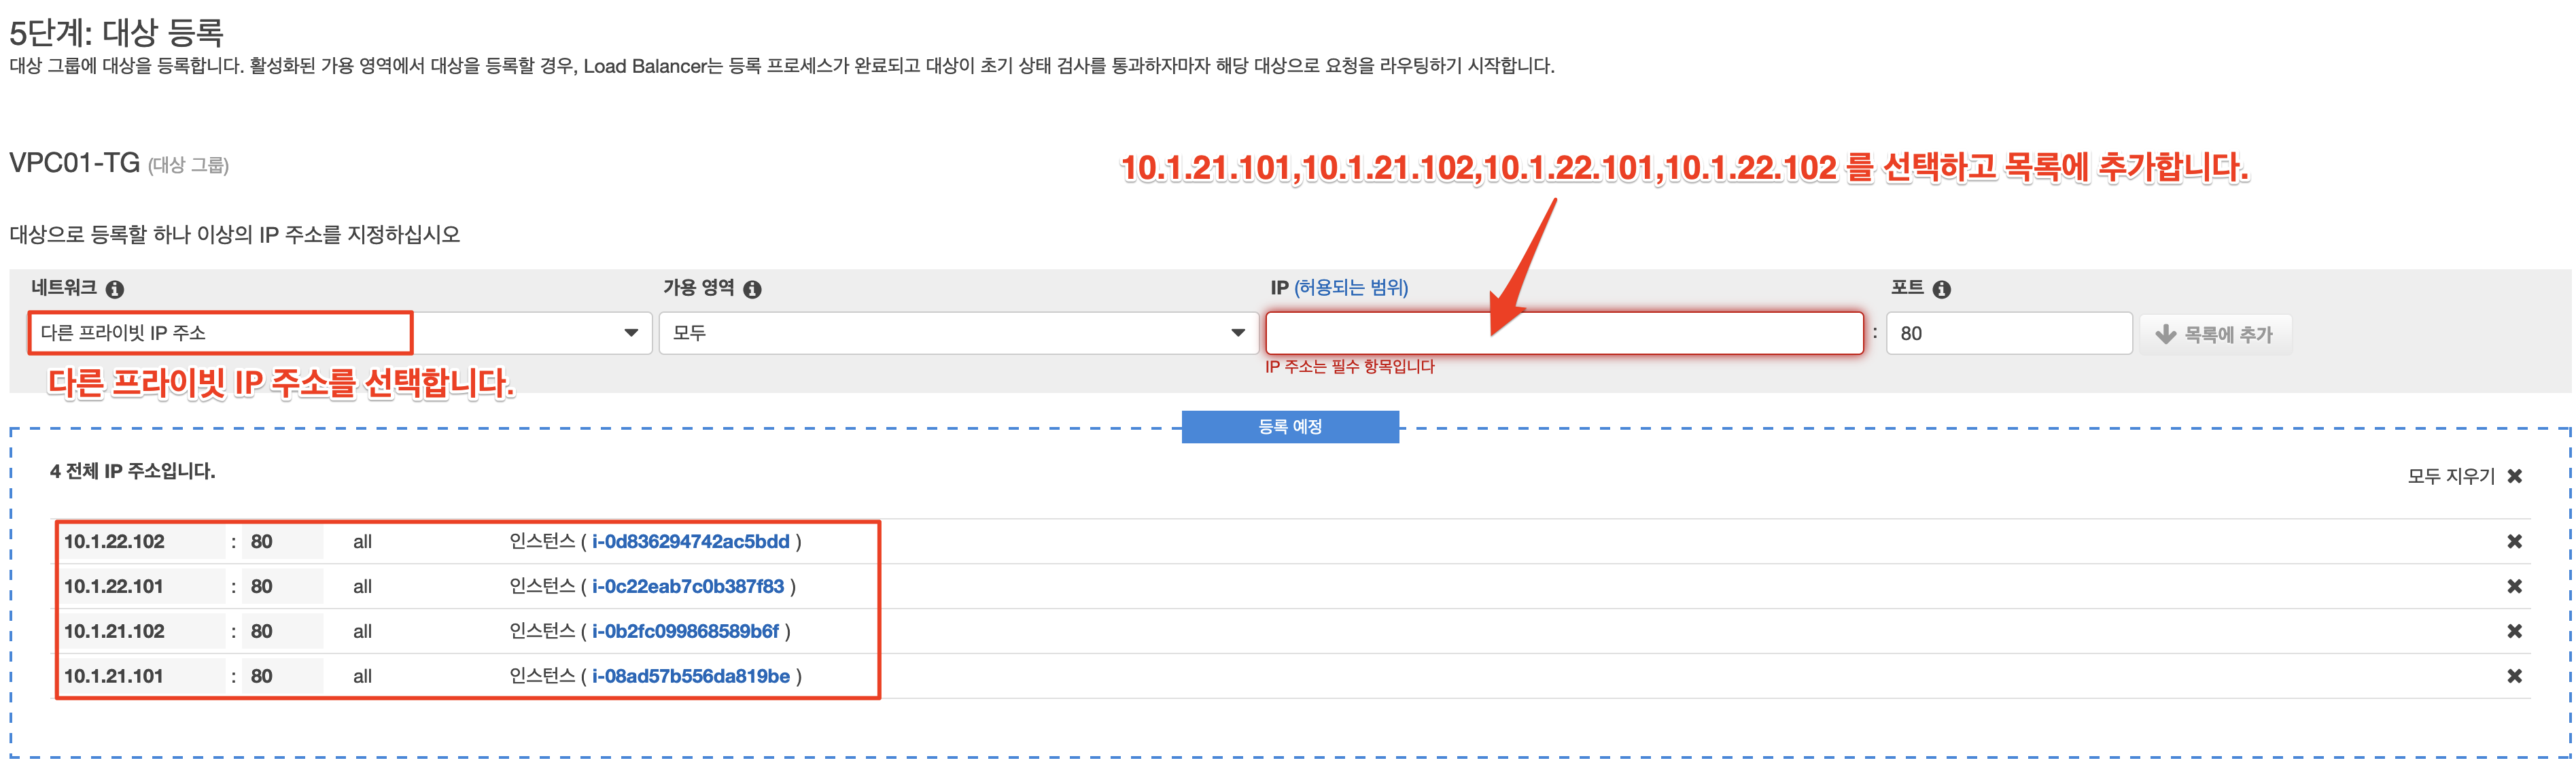 5단계: 대상 등록
대상 그룹에 대상을 등록합니다. 활성화된 가용 영역에서 대상을 등록할 경우, Load Balancer는 등록 프로세스가 완료되고 대상이 초기 상태 검사를 통과하자마자 해당 대상으로 요청을 라우팅하기 시작합니다.
VPC01-TG (대상 그룹)
10.1.21.101,10.1.21.102,10.1.22.101,10.1.22.102 를 선택하고 목록에 추가합니다.
대상으로 등록할 하나 이상의 IP 주소를 지정하십시오
네트워크 가용 영역 IP (허용되는 범위) 포트
다른 프라이빗 IP 주소 모두 : 80 목록에 추가
IP 주소는 필수 항목입니다
다른 프라이빗 IP 주소를 선택합니다.
등록 예정
4 전체 IP 주소입니다.
모두 지우기
10.1.22.102 : 80 all 인스턴스 ( i-0d836294742ac5bdd )
10.1.22.101 : 80 all 인스턴스 ( i-0c22eab7c0b387f83 )
10.1.21.102 : 80 all 인스턴스 ( i-0b2fc099868589b6f )
10.1.21.101 : 80 all 인스턴스 ( i-08ad57b556da819be )